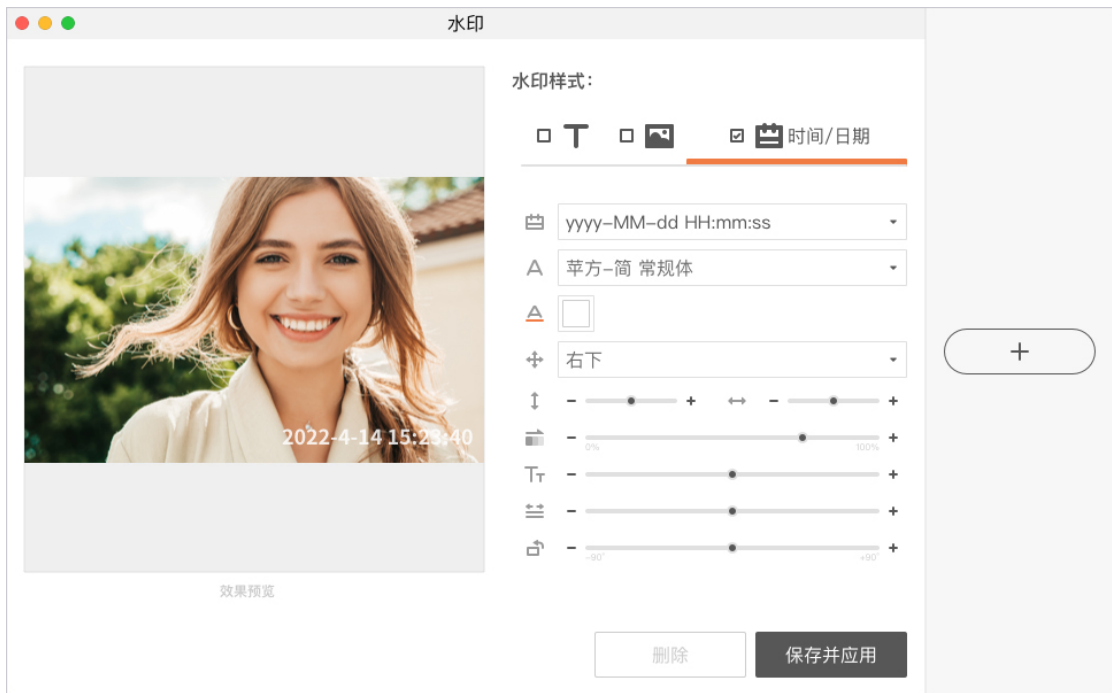 水印
水印样式：
T
时间/日期
yyyy-MM-dd HH:mm:ss
A
苹方-简 常规体
A
右下
0%
100%
TT
-90°
+90°
2022-4-14 15:23:40
效果预览
删除
保存并应用